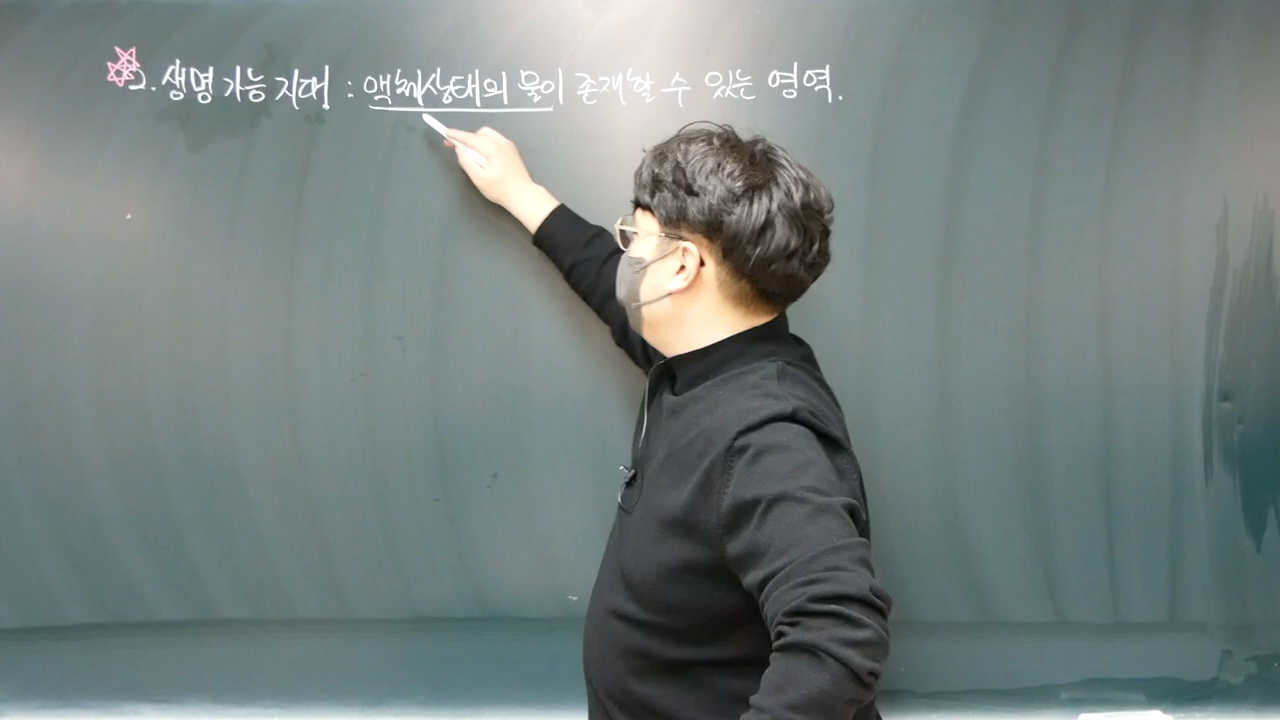 2. 생명 가능 지대 : 액체상태의 물이 존재할 수 있는 영역.